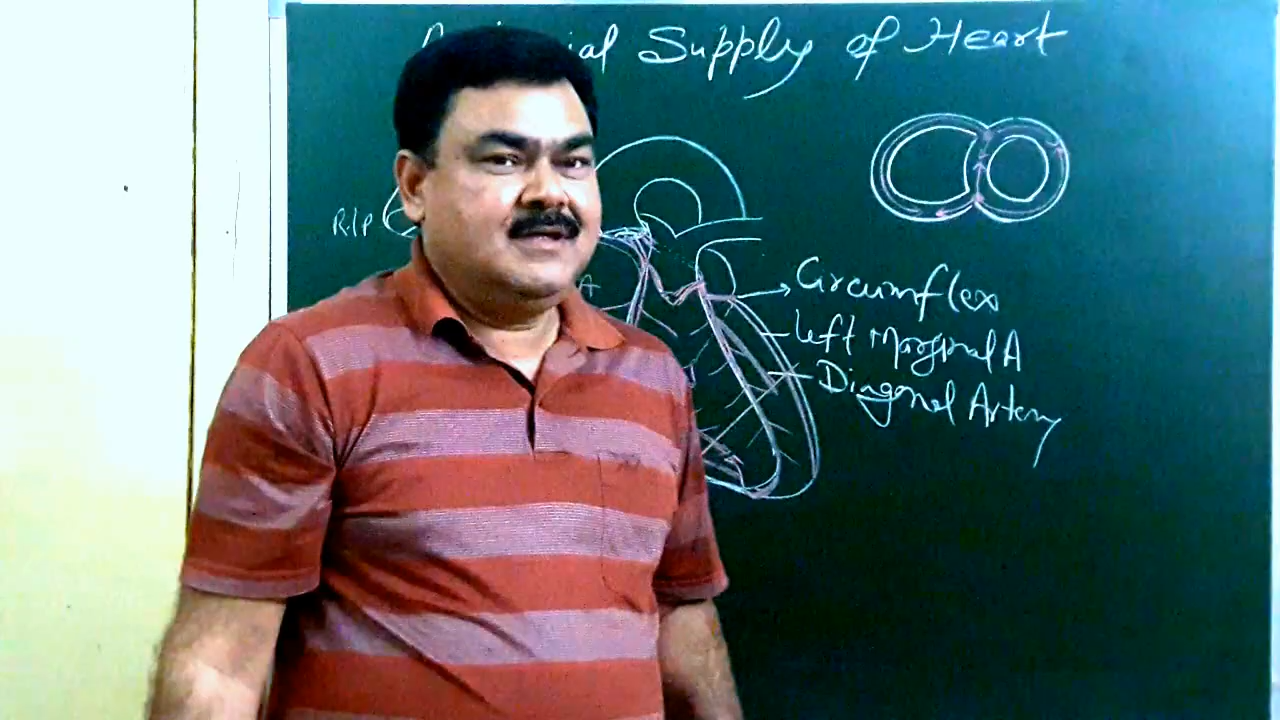 Supply of Heart
R.I.P
A
Circumflex
Left Marginal A
Diagonal Artery